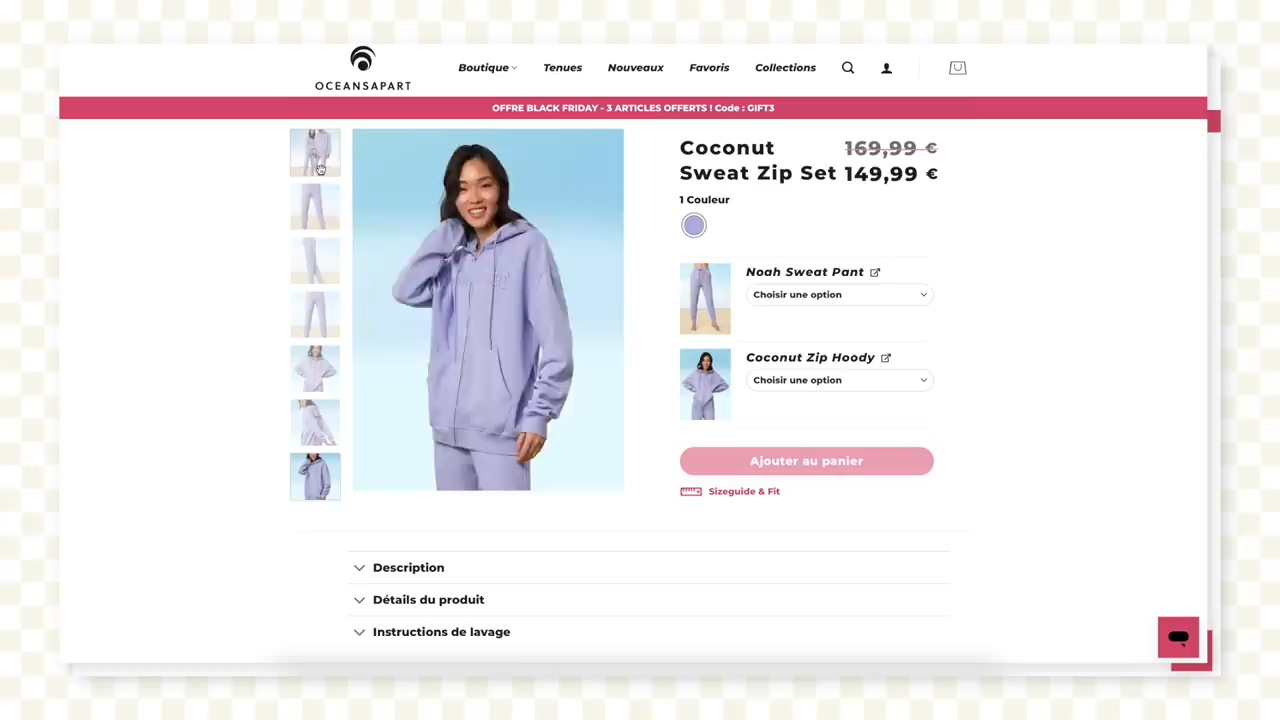 OCEANSAPART
Boutique
Tenues
Nouveaux
Favoris
Collections
OFFRE BLACK FRIDAY - 3 ARTICLES OFFERTS ! Code : GIFT3
Coconut
Sweat Zip Set
169,99 €
149,99 €
1 Couleur
Noah Sweat Pant
Choisir une option
Coconut Zip Hoody
Choisir une option
Ajouter au panier
Sizeguide & Fit
Description
Détails du produit
Instructions de lavage